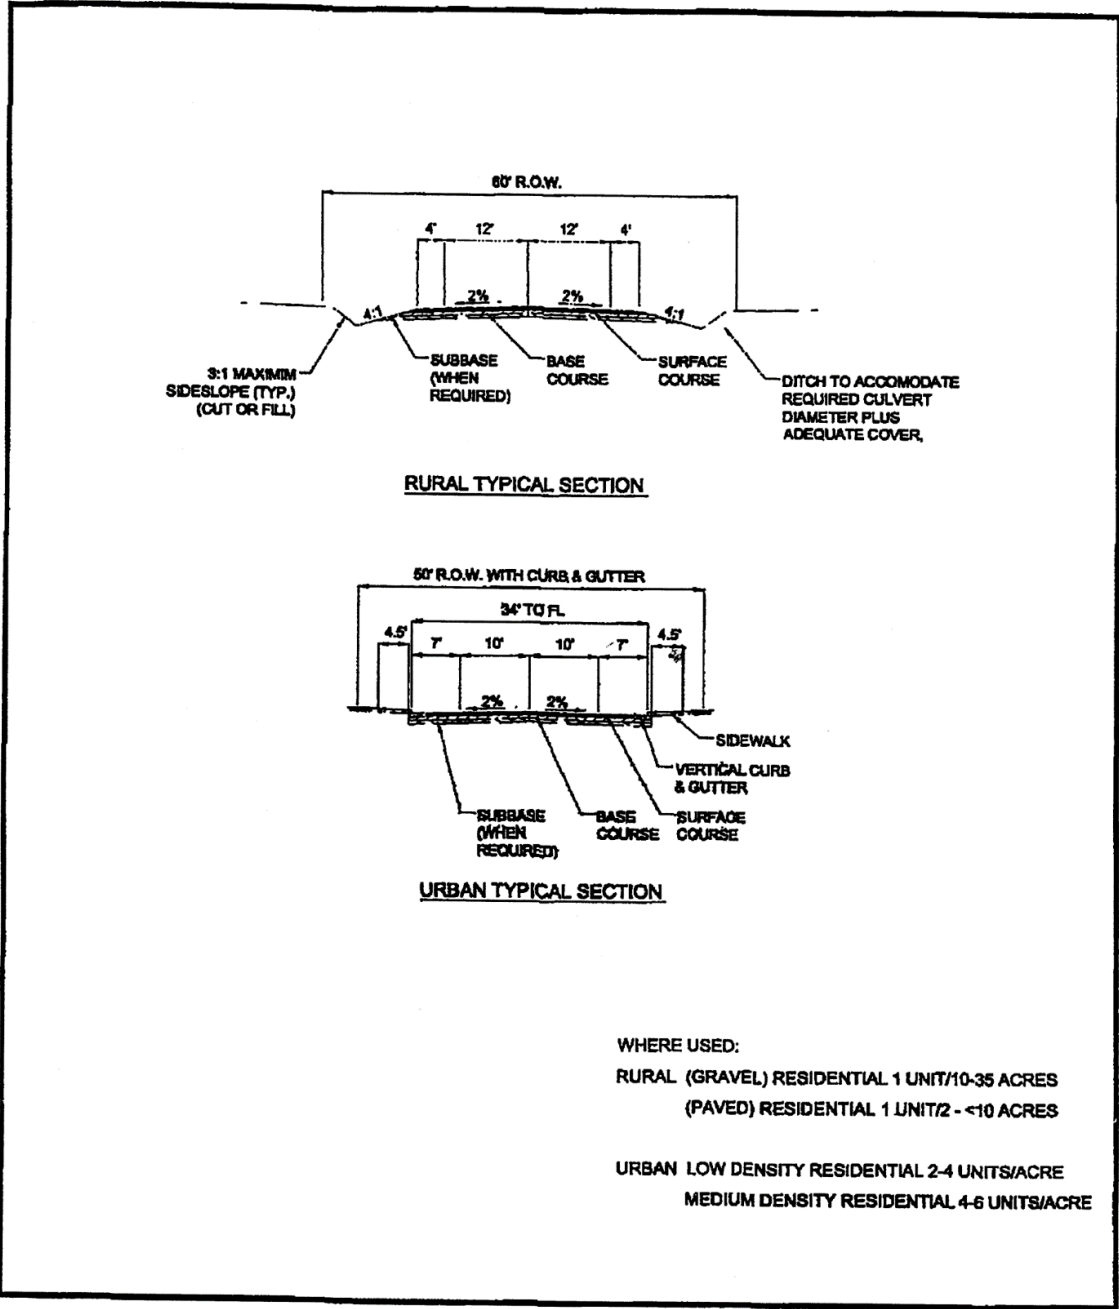 60' R.O.W.
4' 12' 12' 4'
2% 2%
4:1 4:1
3:1 MAXIMIM
SIDESLOPE (TYP.)
(CUT OR FILL)
SUBBASE
(WHEN
REQUIRED)
BASE
COURSE
SURFACE
COURSE
DITCH TO ACCOMODATE
REQUIRED CULVERT
DIAMETER PLUS
ADEQUATE COVER,
RURAL TYPICAL SECTION
50' R.O.W. WITH CURB & GUTTER
34' TO FL
4.5' 7' 10' 10' 7' 4.5'
2% 2%
SIDEWALK
VERTICAL CURB
& GUTTER
SUBBASE
(WHEN
REQUIRED)
BASE
COURSE
SURFACE
COURSE
URBAN TYPICAL SECTION
WHERE USED:
RURAL (GRAVEL) RESIDENTIAL 1 UNIT/10-35 ACRES
(PAVED) RESIDENTIAL 1 UNIT/2 - <10 ACRES
URBAN LOW DENSITY RESIDENTIAL 2-4 UNITS/ACRE
MEDIUM DENSITY RESIDENTIAL 4-6 UNITS/ACRE